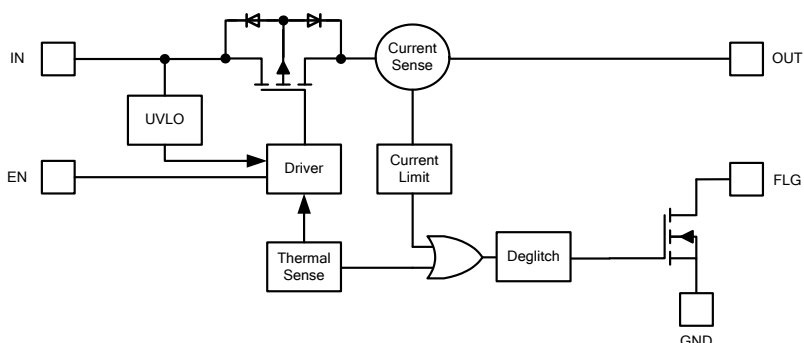 IN
Current
Sense
OUT
UVLO
EN
Driver
Current
Limit
FLG
Thermal
Sense
Deglitch
GND